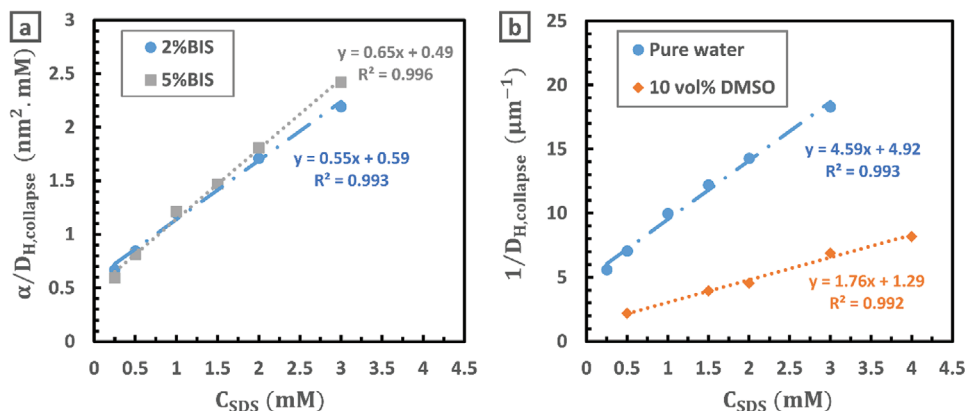 a
3
2.5
2
1.5
1
0.5
0
α/D_H,collapse (nm². mM)
2%BIS
5%BIS
y = 0.65x + 0.49
R² = 0.996
y = 0.55x + 0.59
R² = 0.993
0 0.5 1 1.5 2 2.5 3 3.5 4 4.5
C_SDS (mM)
b
25
20
15
10
5
0
1/D_H,collapse (μm⁻¹)
Pure water
10 vol% DMSO
y = 4.59x + 4.92
R² = 0.993
y = 1.76x + 1.29
R² = 0.992
0 0.5 1 1.5 2 2.5 3 3.5 4 4.5
C_SDS (mM)